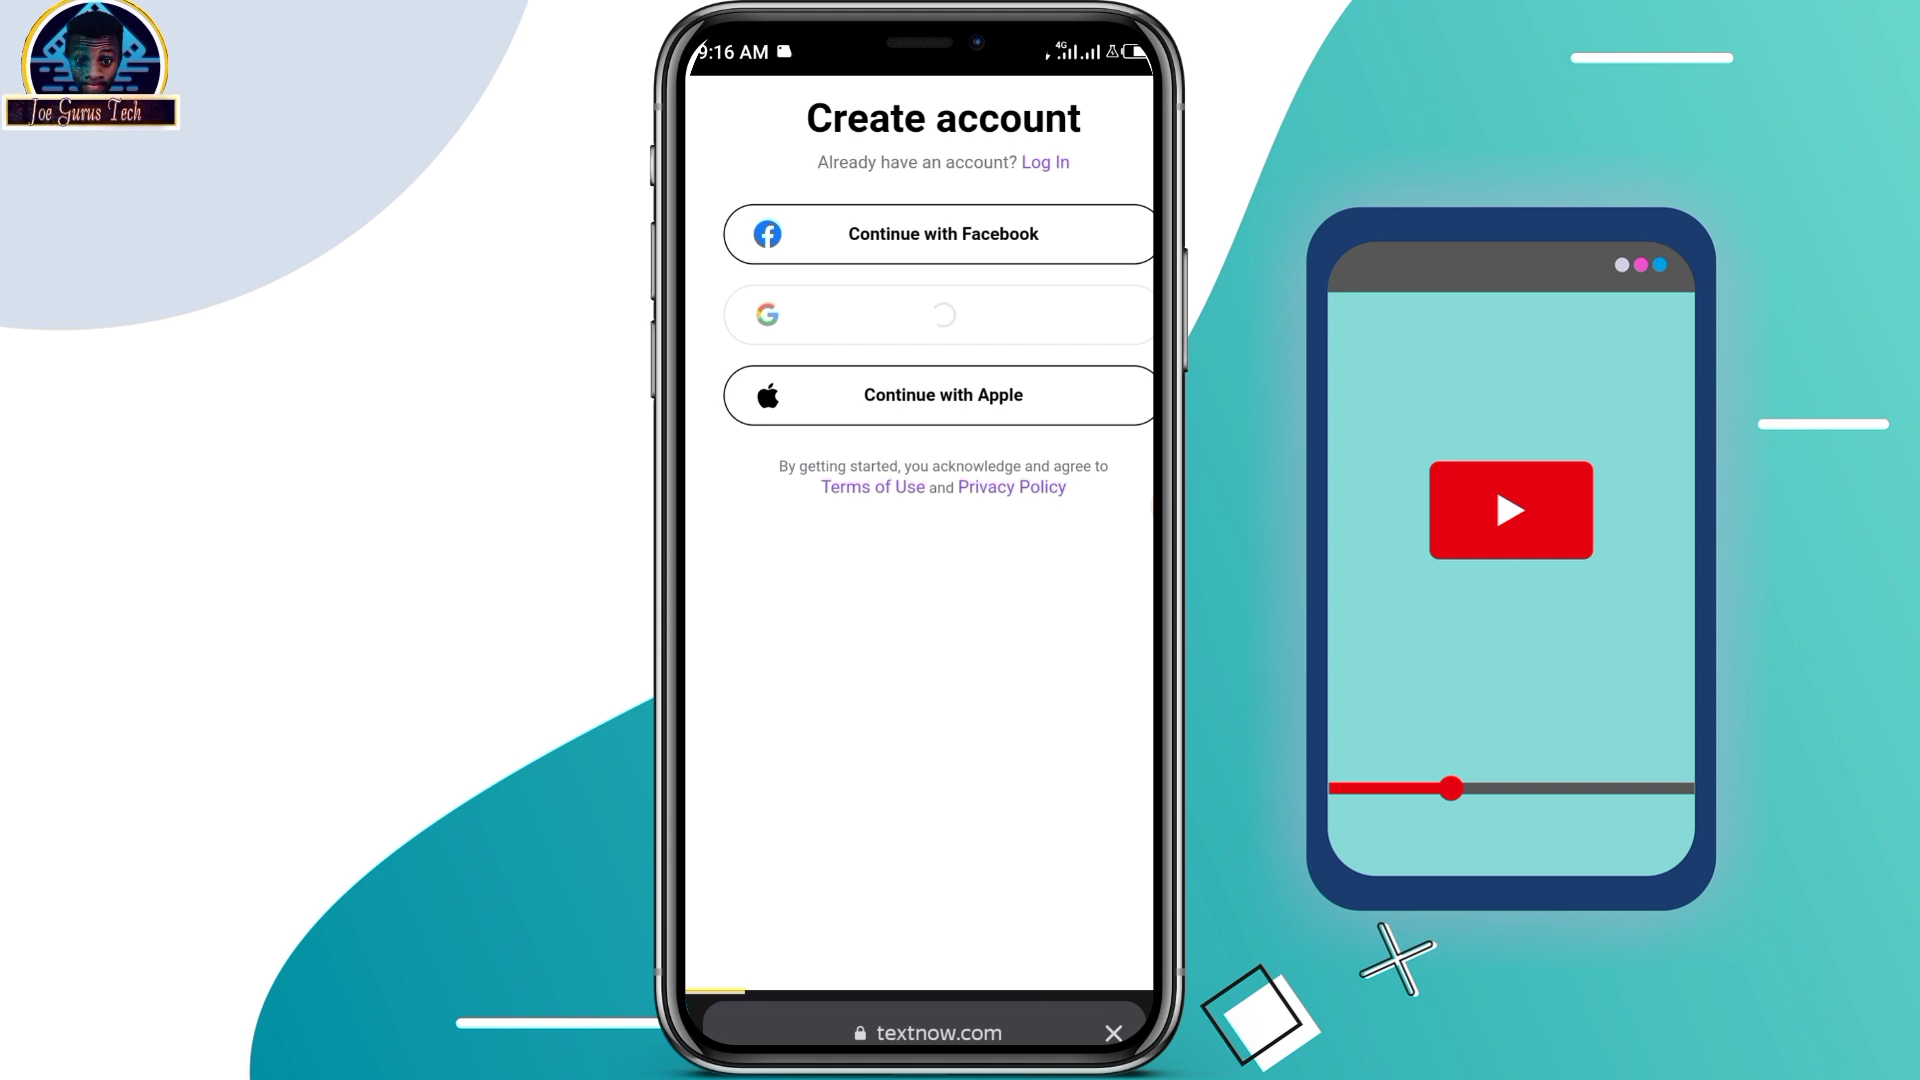 Joe Gurus Tech
9:16 AM
4G
Create account
Already have an account? Log In
Continue with Facebook
Continue with Apple
By getting started, you acknowledge and agree to
Terms of Use and Privacy Policy
textnow.com